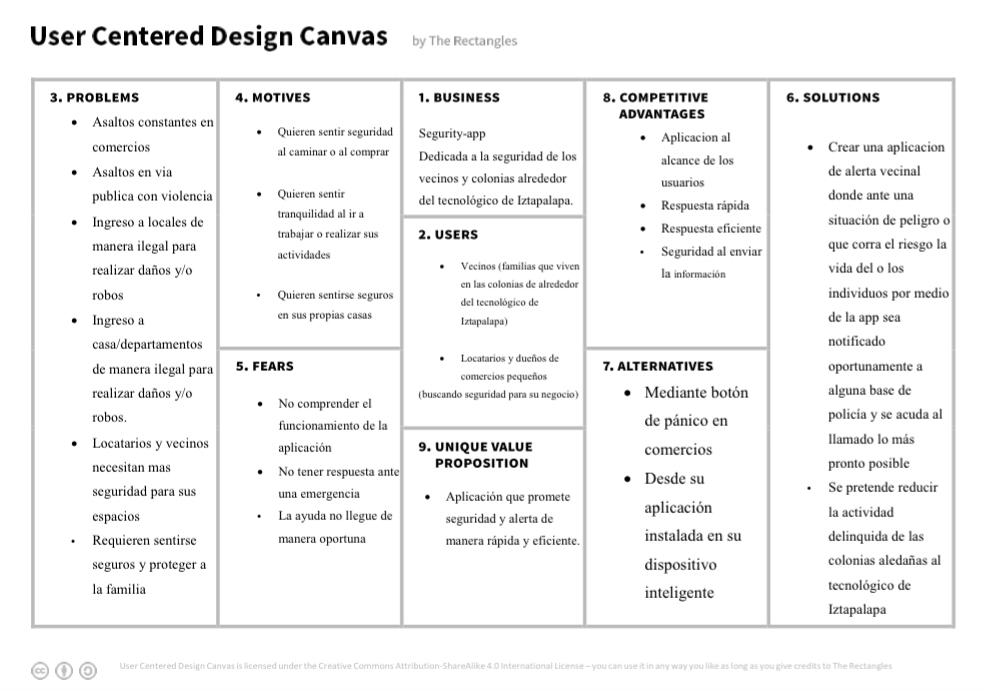 User Centered Design Canvas by The Rectangles
3. PROBLEMS
• Asaltos constantes en
comercios
• Asaltos en via
publica con violencia
• Ingreso a locales de
manera ilegal para
realizar daños y/o
robos
• Ingreso a
casa/departamentos
de manera ilegal para
realizar daños y/o
robos.
• Locatarios y vecinos
necesitan mas
seguridad para sus
espacios
• Requieren sentirse
seguros y proteger a
la familia
4. MOTIVES
• Quieren sentir seguridad
al caminar o al comprar
• Quieren sentir
tranquilidad al ir a
trabajar o realizar sus
actividades
• Quieren sentirse seguros
en sus propias casas
5. FEARS
• No comprender el
funcionamiento de la
aplicación
• No tener respuesta ante
una emergencia
• La ayuda no llegue de
manera oportuna
1. BUSINESS
Segurity-app
Dedicada a la seguridad de los
vecinos y colonias alrededor
del tecnológico de Iztapalapa.
2. USERS
• Vecinos (familias que viven
en las colonias de alrededor
del tecnológico de
Iztapalapa)
• Locatarios y dueños de
comercios pequeños
(buscando seguridad para su negocio)
9. UNIQUE VALUE
PROPOSITION
• Aplicación que promete
seguridad y alerta de
manera rápida y eficiente.
8. COMPETITIVE
ADVANTAGES
• Aplicacion al
alcance de los
usuarios
• Respuesta rápida
• Respuesta eficiente
• Seguridad al enviar
la información
7. ALTERNATIVES
• Mediante botón
de pánico en
comercios
• Desde su
aplicación
instalada en su
dispositivo
inteligente
6. SOLUTIONS
• Crear una aplicacion
de alerta vecinal
donde ante una
situación de peligro o
que corra el riesgo la
vida del o los
individuos por medio
de la app sea
notificado
oportunamente a
alguna base de
policía y se acuda al
llamado lo más
pronto posible
• Se pretende reducir
la actividad
delinquida de las
colonias aledañas al
tecnológico de
Iztapalapa
cc
User Centered Design Canvas is licensed under the Creative Commons Attribution-ShareAlike 4.0 International License – you can use it in any way you like as long as you give credits to The Rectangles